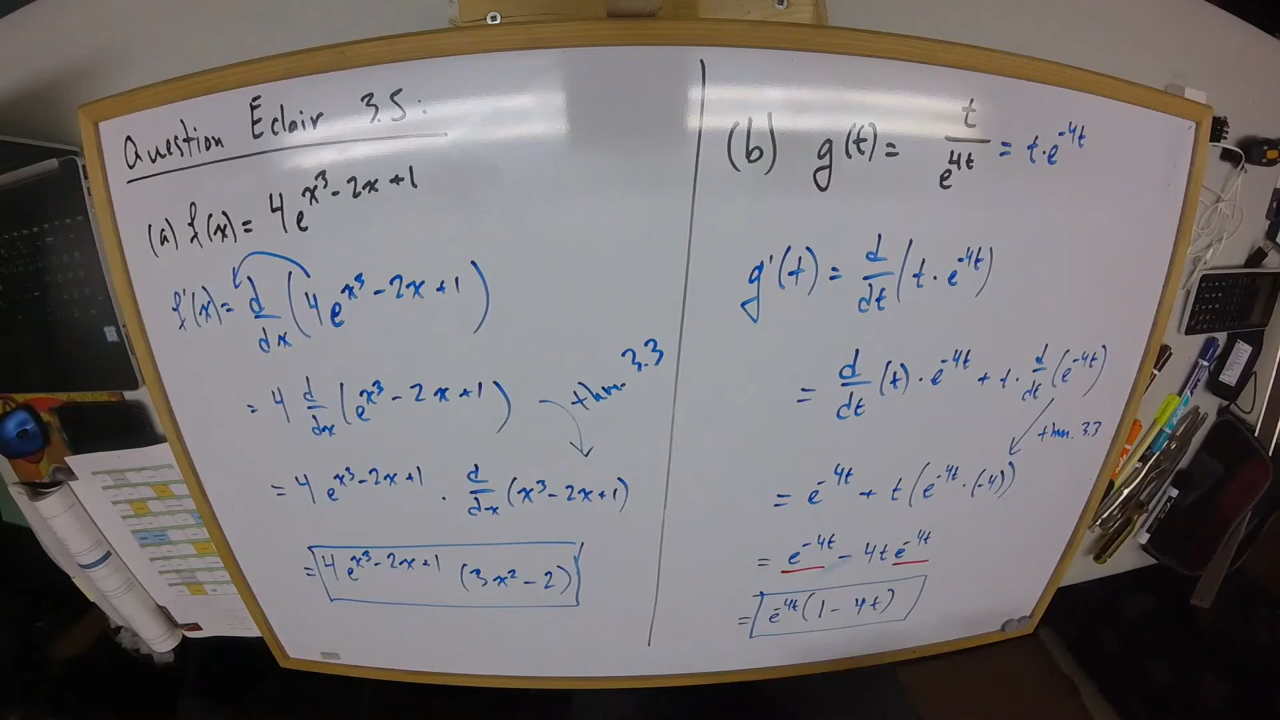 Question Eclair 3.5:
(a) f(x) = 4e^{x³ - 2x + 1}
f'(x) = d/dx (4e^{x³ - 2x + 1})
= 4 d/dx (e^{x³ - 2x + 1})
thm. 3.3
= 4e^{x³ - 2x + 1} · d/dx (x³ - 2x + 1)
= 4e^{x³ - 2x + 1} (3x² - 2)
(b) g(t) = t/e^{4t} = t·e^{-4t}
g'(t) = d/dt (t · e^{-4t})
= d/dt (t) · e^{-4t} + t · d/dt (e^{-4t})
thm. 3.3
= e^{-4t} + t(e^{-4t} · (-4))
= e^{-4t} - 4te^{-4t}
= e^{-4t}(1 - 4t)